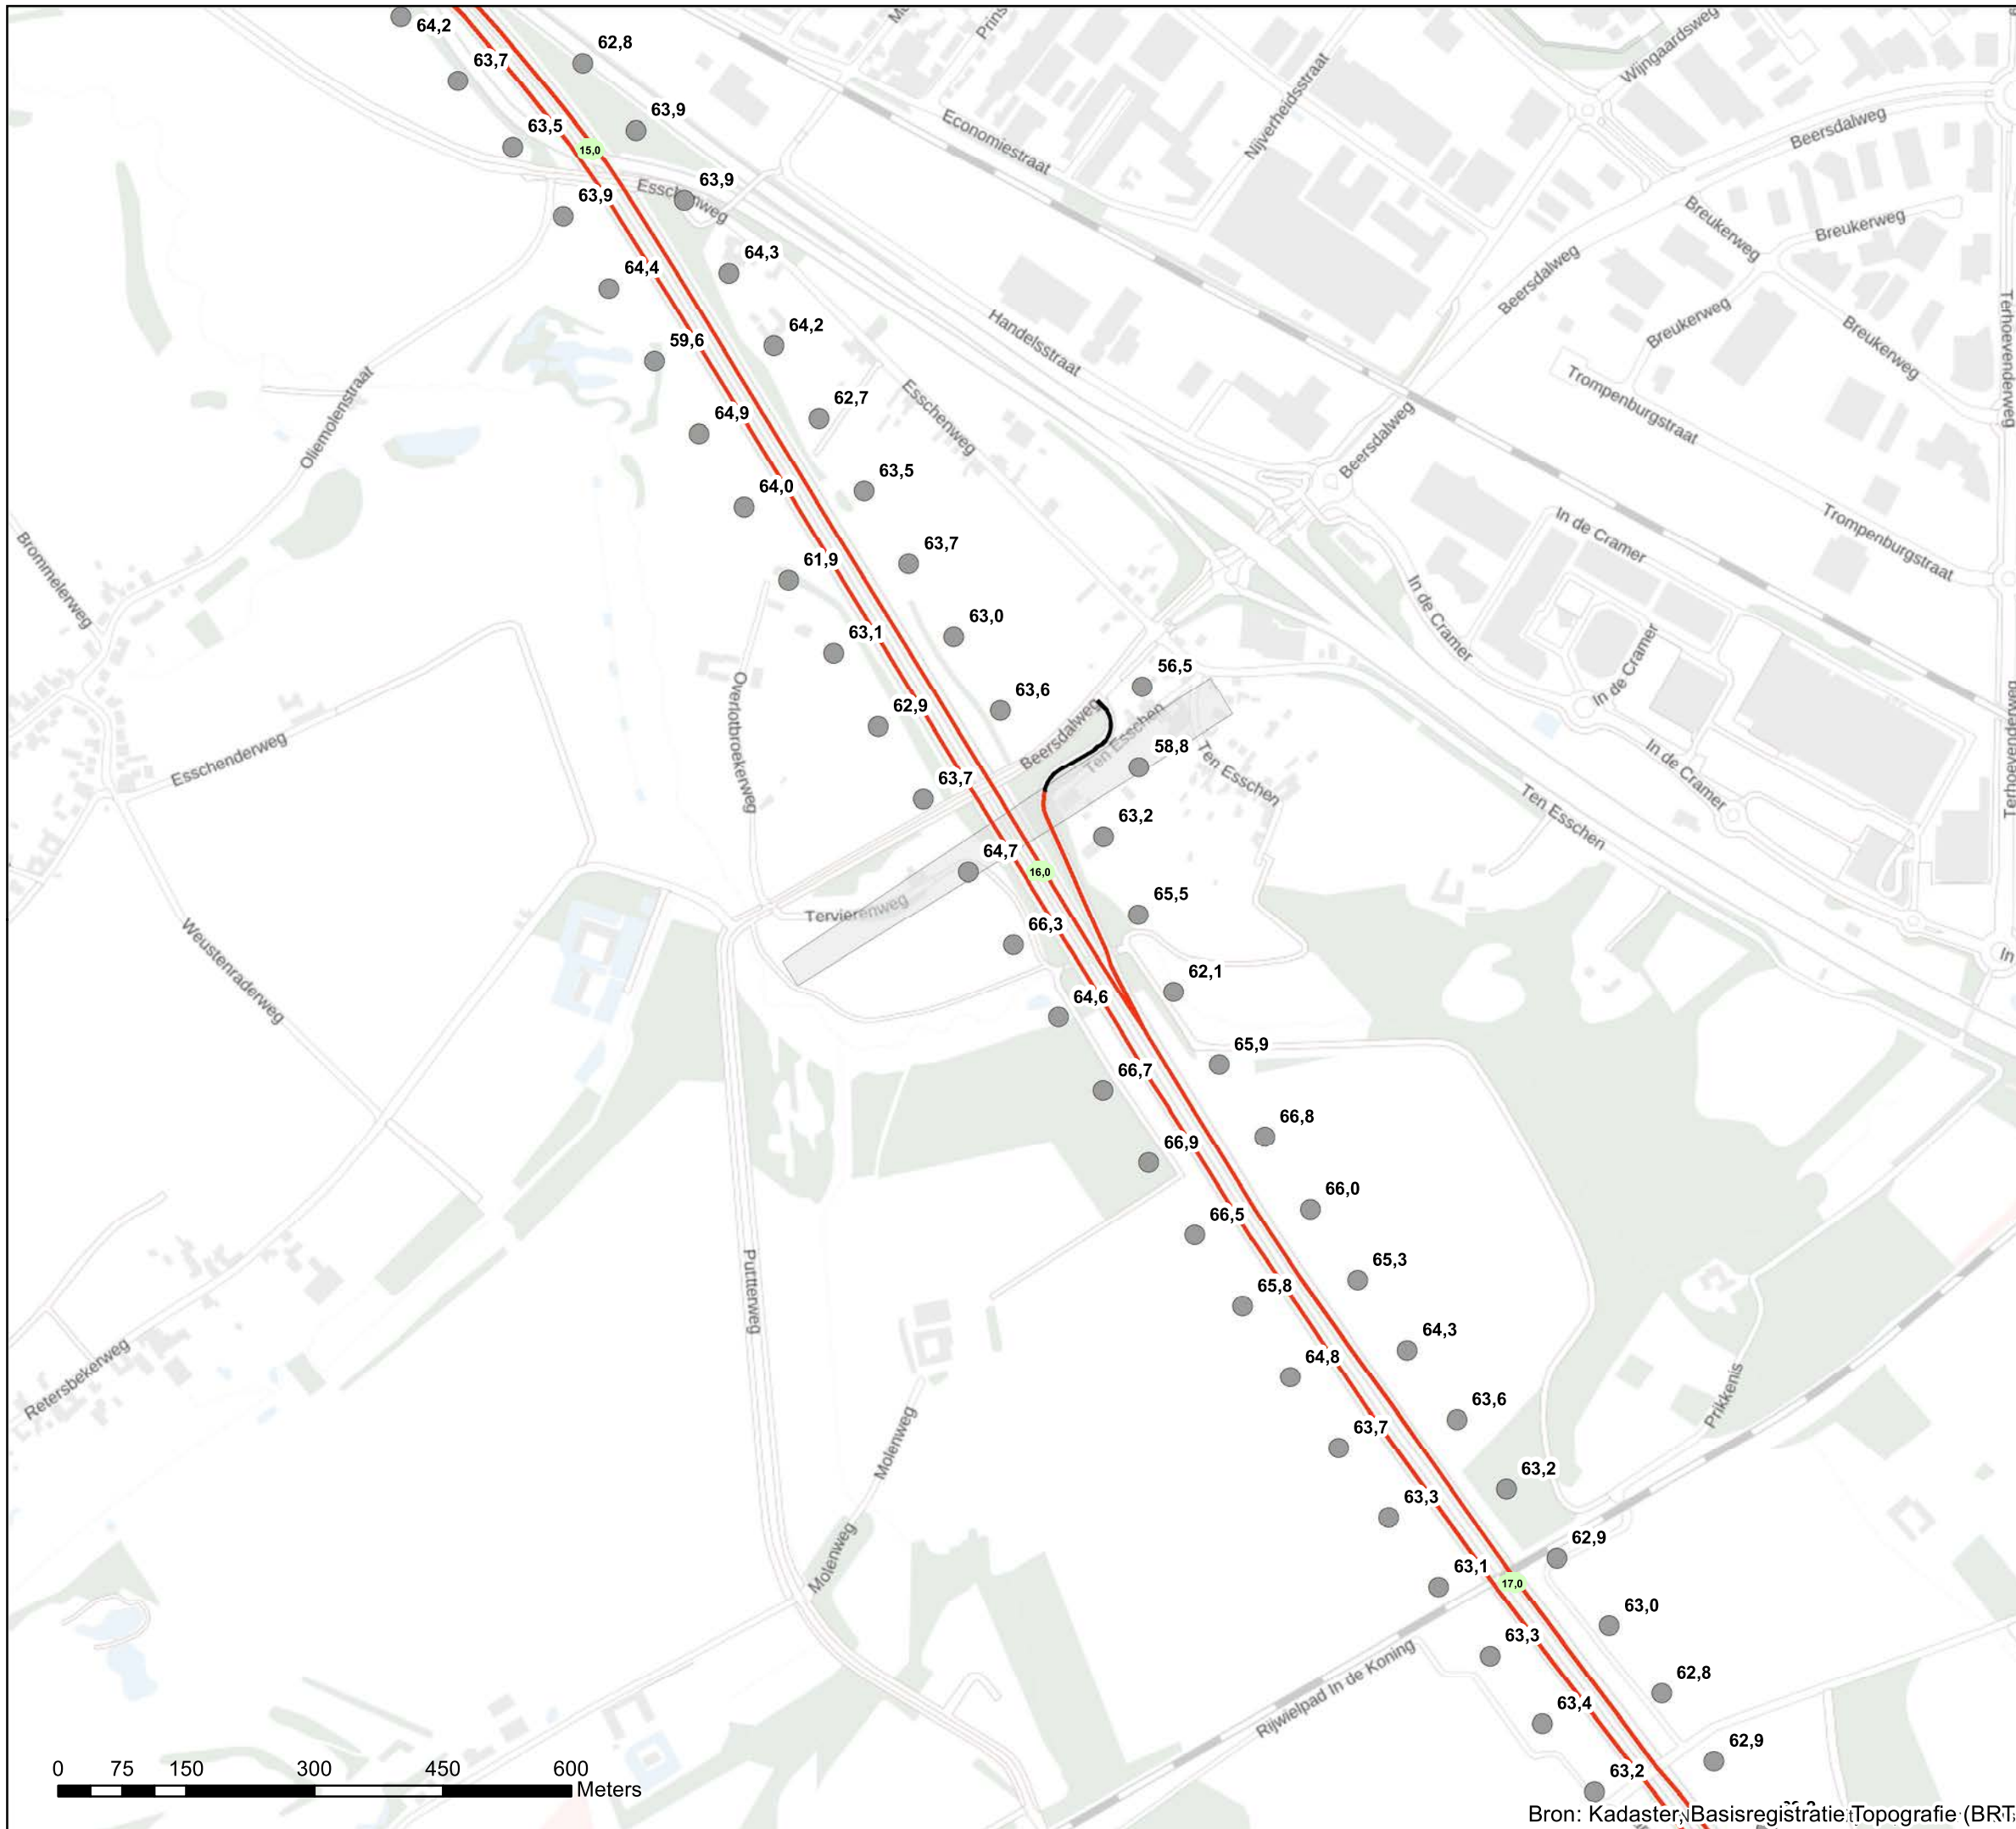 64,2
62,8
63,7
Wijngaardsweg
63,9
63,5
15,0
Economiestraat
Nijverheidsstraat
Beersdalweg
63,9
63,9
Esschenweg
Breukerweg
Breukerweg
64,3
64,4
Beersdalweg
64,2
59,6
Handelsstraat
Breukerweg
Breukerweg
Terhoevenderweg
62,7
64,9
Esschenweg
Oliemolenstraat
Trompenburgstraat
Beersdalweg
63,5
64,0
Trompenburgstraat
In de Cramer
63,7
61,9
Brommelerweg
In de Cramer
63,0
63,1
In de Cramer
56,5
63,6
62,9
Overlotbroekerweg
Beersdalweg
Ten Esschen
58,8
Ten Esschen
Esschenderweg
In de Cramer
Terhoevenderweg
63,7
63,2
Ten Esschen
64,7
16,0
65,5
Tervierenweg
66,3
62,1
In
Weustenraderweg
64,6
65,9
66,7
66,8
66,9
66,0
66,5
65,3
65,8
Putterweg
64,3
64,8
Retersbekerweg
63,6
Prikkenis
63,7
Molenweg
63,2
63,3
62,9
Molenweg
63,1
17,0
63,0
63,3
Rijwielpad In de Koning
62,8
63,4
62,9
63,2
0 75 150 300 450 600
Meters
Bron: Kadaster, Basisregistratie Topografie (BRT